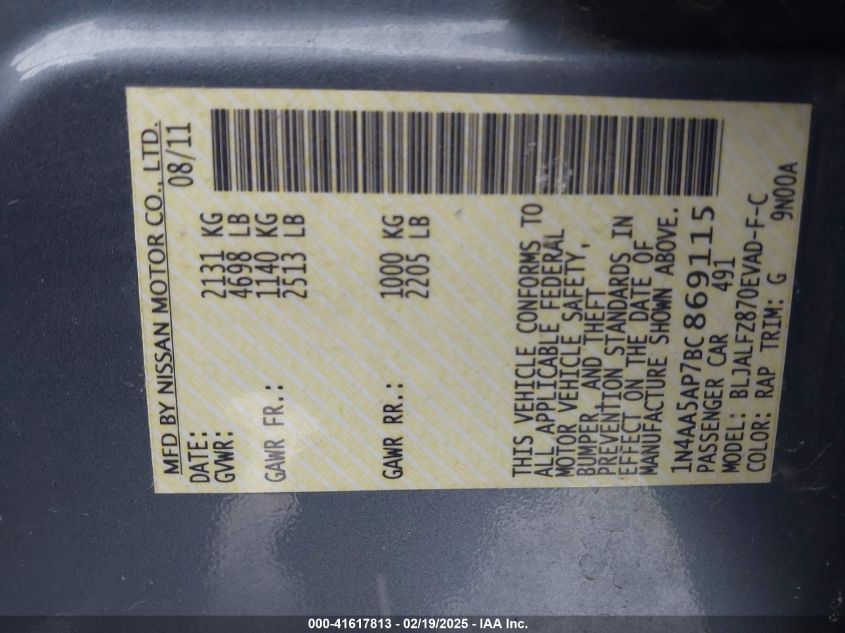 MFD BY NISSAN MOTOR CO., LTD.
DATE: 08/11
GVWR: 2131 KG
4698 LB
GAWR FR.: 1140 KG
2513 LB
GAWR RR.: 1000 KG
2205 LB
THIS VEHICLE CONFORMS TO
ALL APPLICABLE FEDERAL
MOTOR VEHICLE SAFETY,
BUMPER, AND THEFT
PREVENTION STANDARDS IN
EFFECT ON THE DATE OF
MANUFACTURE SHOWN ABOVE.
1N4AA5AP7BC869115
PASSENGER CAR 491
MODEL: BLJALFZ870EVAD-F-C
COLOR: RAP TRIM: G 9N00A
000-41617813 - 02/19/2025 - IAA Inc.